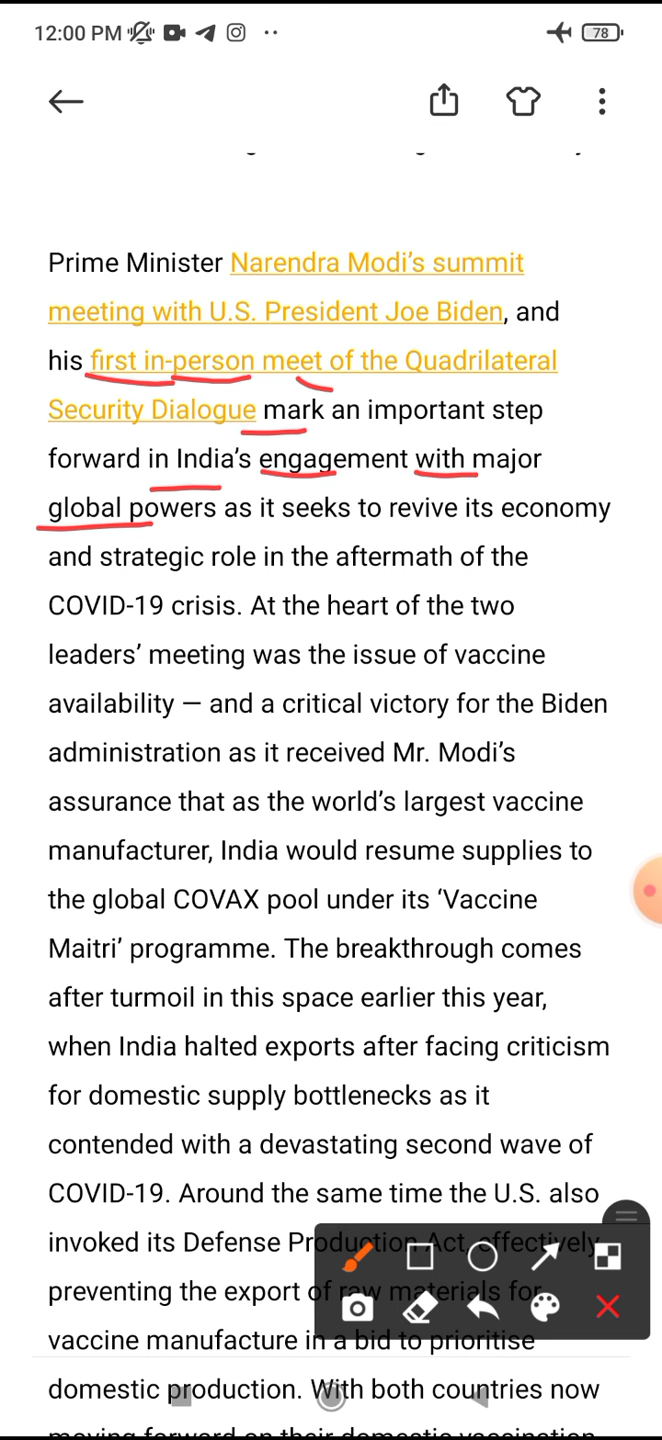 12:00 PM
78
Prime Minister Narendra Modi’s summit
meeting with U.S. President Joe Biden, and
his first in-person meet of the Quadrilateral
Security Dialogue mark an important step
forward in India’s engagement with major
global powers as it seeks to revive its economy
and strategic role in the aftermath of the
COVID-19 crisis. At the heart of the two
leaders’ meeting was the issue of vaccine
availability — and a critical victory for the Biden
administration as it received Mr. Modi’s
assurance that as the world’s largest vaccine
manufacturer, India would resume supplies to
the global COVAX pool under its ‘Vaccine
Maitri’ programme. The breakthrough comes
after turmoil in this space earlier this year,
when India halted exports after facing criticism
for domestic supply bottlenecks as it
contended with a devastating second wave of
COVID-19. Around the same time the U.S. also
invoked its Defense Production Act, effectively
preventing the export of raw materials for
vaccine manufacture in a bid to prioritise
domestic production. With both countries now
moving forward on their domestic vaccination